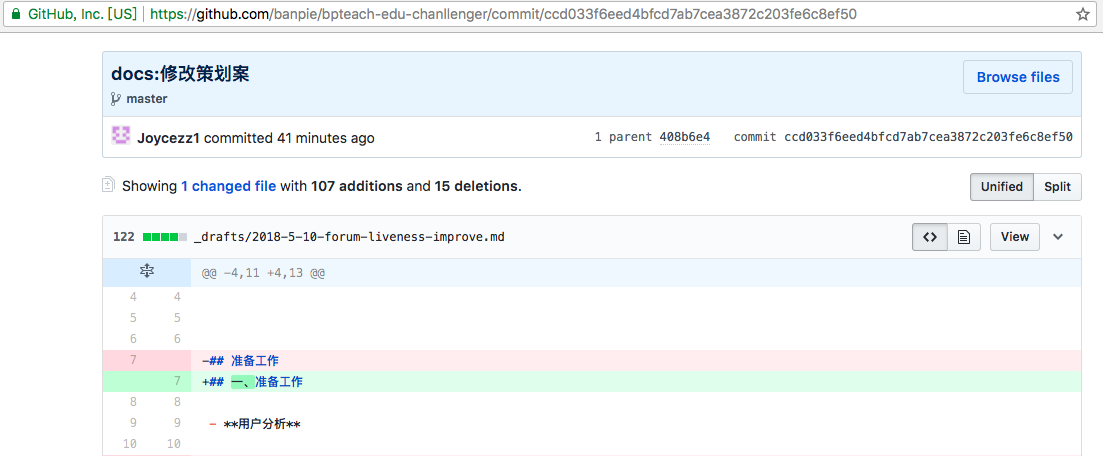 GitHub, Inc. [US] https://github.com/banpie/bpteach-edu-chanllenger/commit/ccd033f6eed4bfcd7ab7cea3872c203fe6c8ef50
docs:修改策划案
Browse files
master
Joycezz1 committed 41 minutes ago
1 parent 408b6e4 commit ccd033f6eed4bfcd7ab7cea3872c203fe6c8ef50
Showing 1 changed file with 107 additions and 15 deletions.
Unified Split
122 _drafts/2018-5-10-forum-liveness-improve.md
<> View
@@ -4,11 +4,13 @@
4 4
5 5
6 6
7 -## 准备工作
7 +## 一、准备工作
8 8
9 9 - **用户分析**
10 10